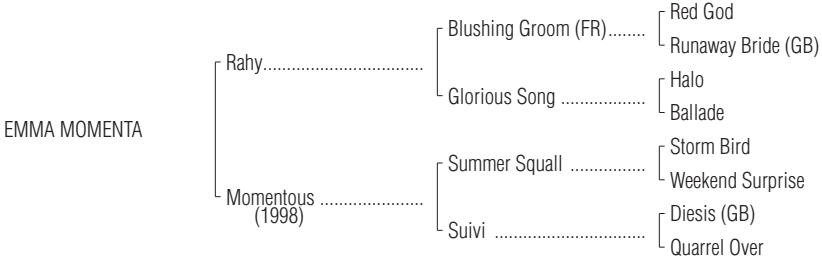 Red God
Blushing Groom (FR)........
Runaway Bride (GB)
Rahy.................................
Halo
Glorious Song ..................
Ballade
EMMA MOMENTA
Storm Bird
Summer Squall ................
Weekend Surprise
Momentous ......................
(1998)
Diesis (GB)
Suivi ................................
Quarrel Over